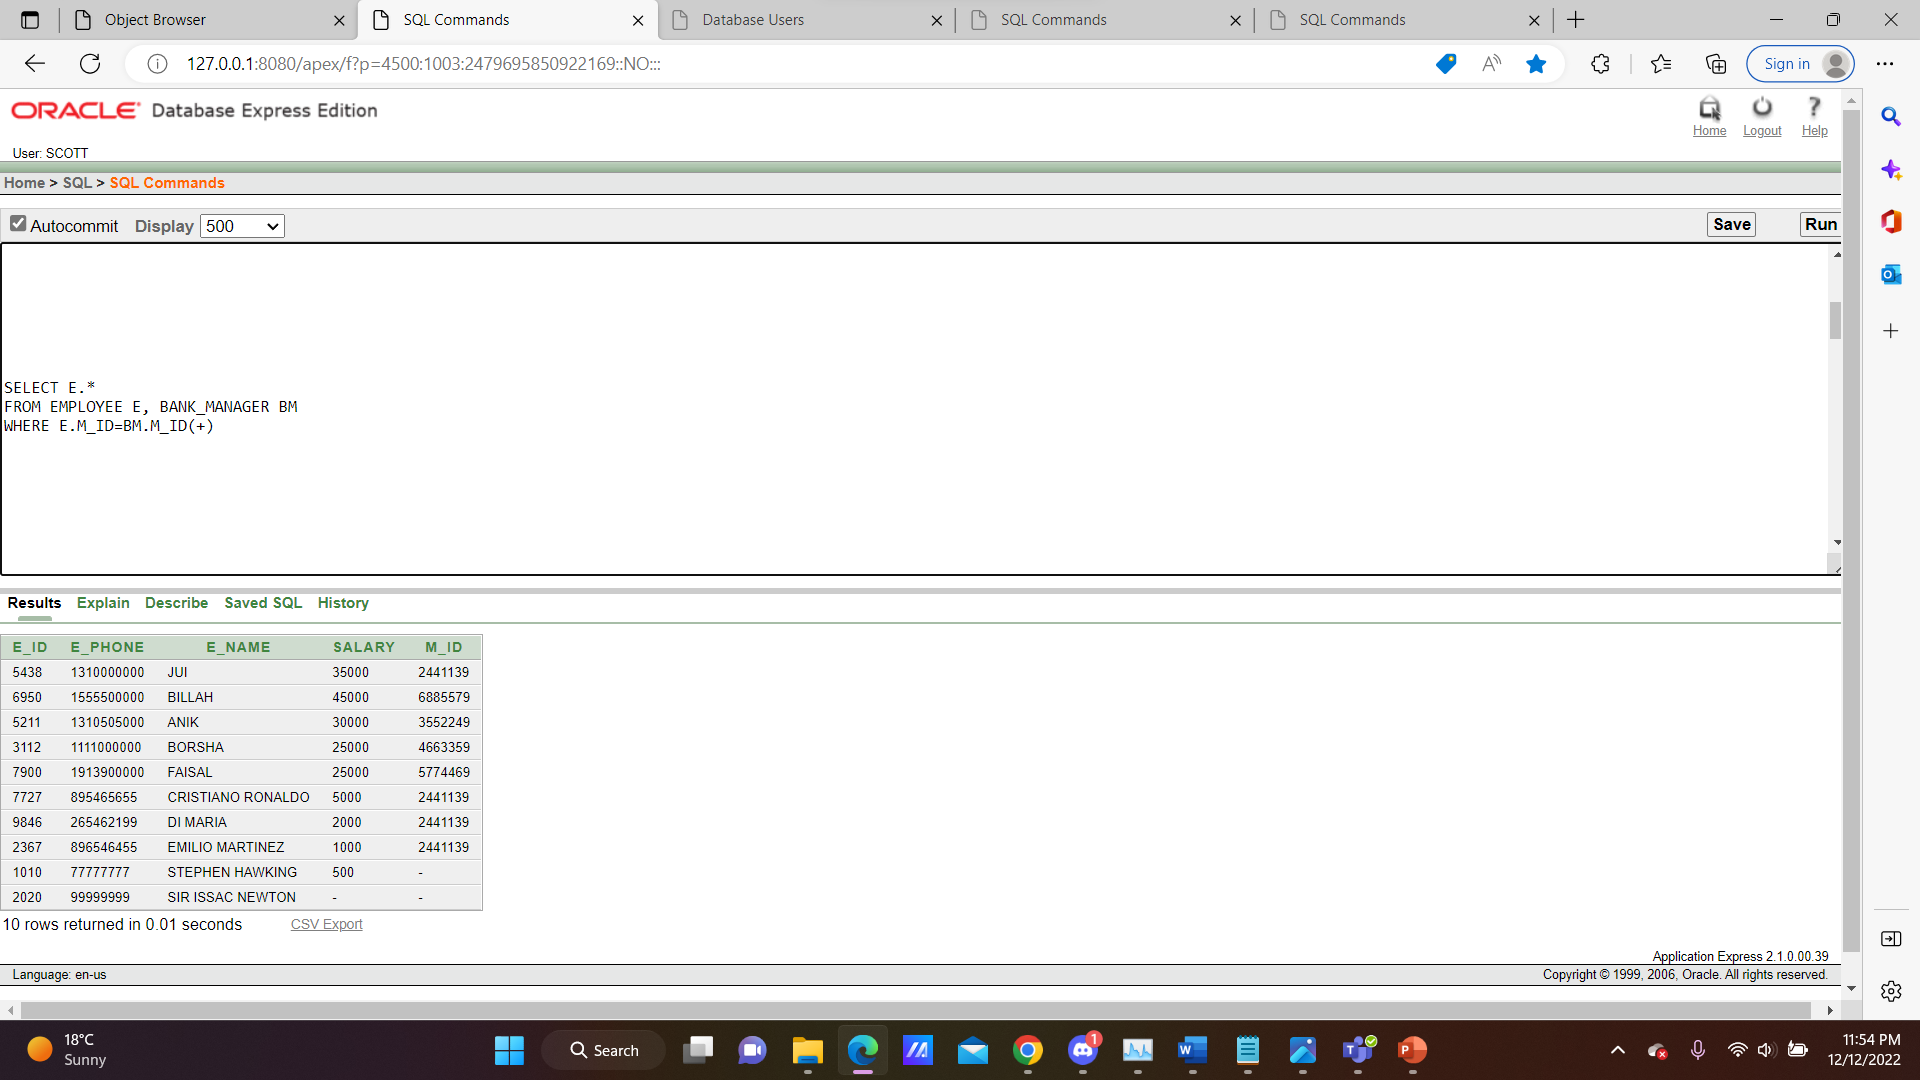 Object Browser
SQL Commands
Database Users
SQL Commands
SQL Commands
127.0.0.1:8080/apex/f?p=4500:1003:2479695850922169::NO:::
Sign in
ORACLE Database Express Edition
Home Logout Help
User: SCOTT
Home > SQL > SQL Commands
Autocommit Display 500 Save Run
SELECT E.*
FROM EMPLOYEE E, BANK_MANAGER BM
WHERE E.M_ID=BM.M_ID(+)
Results Explain Describe Saved SQL History
E_ID E_PHONE E_NAME SALARY M_ID
5438 1310000000 JUI 35000 2441139
6950 1555500000 BILLAH 45000 6885579
5211 1310505000 ANIK 30000 3552249
3112 1111000000 BORSHA 25000 4663359
7900 1913900000 FAISAL 25000 5774469
7727 895465655 CRISTIANO RONALDO 5000 2441139
9846 265462199 DI MARIA 2000 2441139
2367 896546455 EMILIO MARTINEZ 1000 2441139
1010 77777777 STEPHEN HAWKING 500 -
2020 99999999 SIR ISSAC NEWTON - -
10 rows returned in 0.01 seconds CSV Export
Application Express 2.1.0.00.39
Language: en-us Copyright © 1999, 2006, Oracle. All rights reserved.
18°C
Sunny
Search
1
11:54 PM
12/12/2022